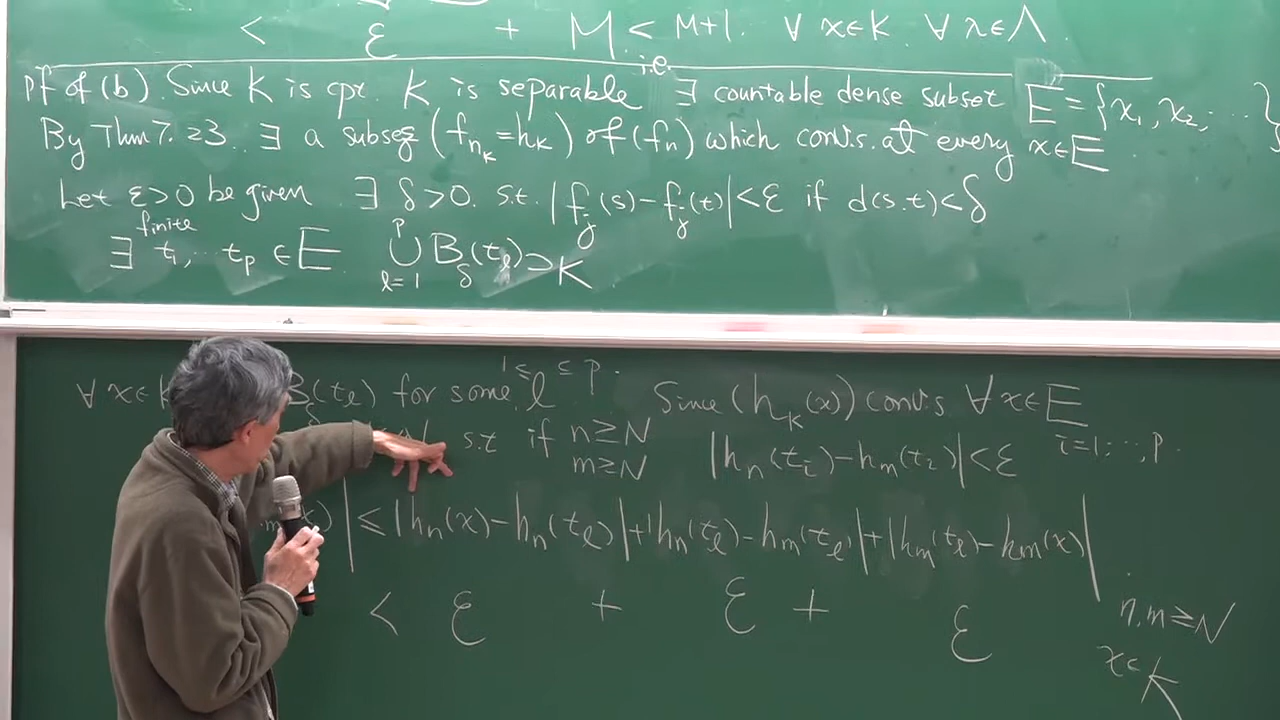 < ε + M < M+1. ∀ x∈K. ∀ λ∈Λ.
Pf of (b). Since K is cpt. K is separable i.e. ∃ countable dense subset E={x₁, x₂, ... }
By Thm 7.23.. ∃ a subseq (f_{n_k}=h_k) of (f_n) which convs. at every x∈E.
Let ε>0 be given ∃ δ>0. s.t. |f_j(s)-f_j(t)|<ε if d(s.t)<δ
∃ finite t₁, ... t_p ∈ E ⋃_{l=1}^{p} B_δ(t_l) ⊃ K
∀ x∈K B_δ(t_l) for some 1≤ l ≤ p. Since (h_k(x)) convs ∀ x∈E
N s.t if n≥N m≥N |h_n(t_i)-h_m(t_i)|<ε i=1, ..., p.
| ≤ |h_n(x)-h_n(t_l)|+|h_n(t_l)-h_m(t_l)|+|h_m(t_l)-h_m(x)|
< ε + ε + ε n,m≥N
x∈K